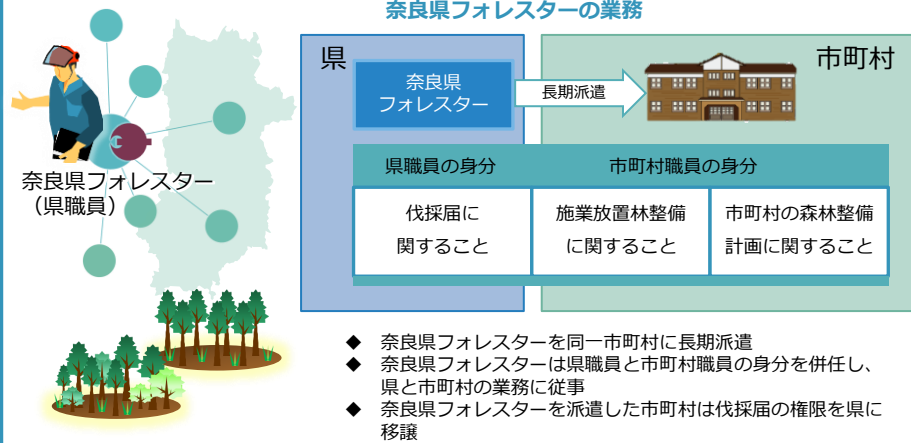 奈良県フォレスターの業務
奈良県フォレスター
（県職員）
県
市町村
奈良県
フォレスター
長期派遣
県職員の身分
市町村職員の身分
伐採届に
関すること
施業放置林整備
に関すること
市町村の森林整備
計画に関すること
◆ 奈良県フォレスターを同一市町村に長期派遣
◆ 奈良県フォレスターは県職員と市町村職員の身分を併任し、
県と市町村の業務に従事
◆ 奈良県フォレスターを派遣した市町村は伐採届の権限を県に
移譲